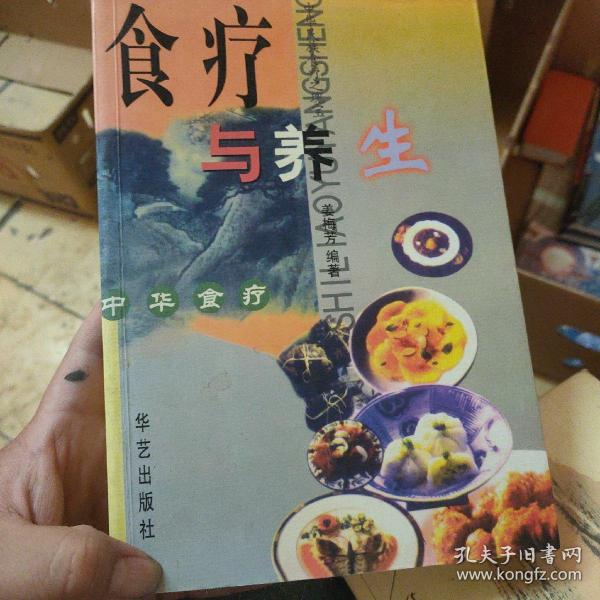 食疗
与养生
SHILIAOYUYANGSHENG
姜梅芳 编著
中华食疗
华艺出版社
孔夫子旧书网
www.kongfz.com